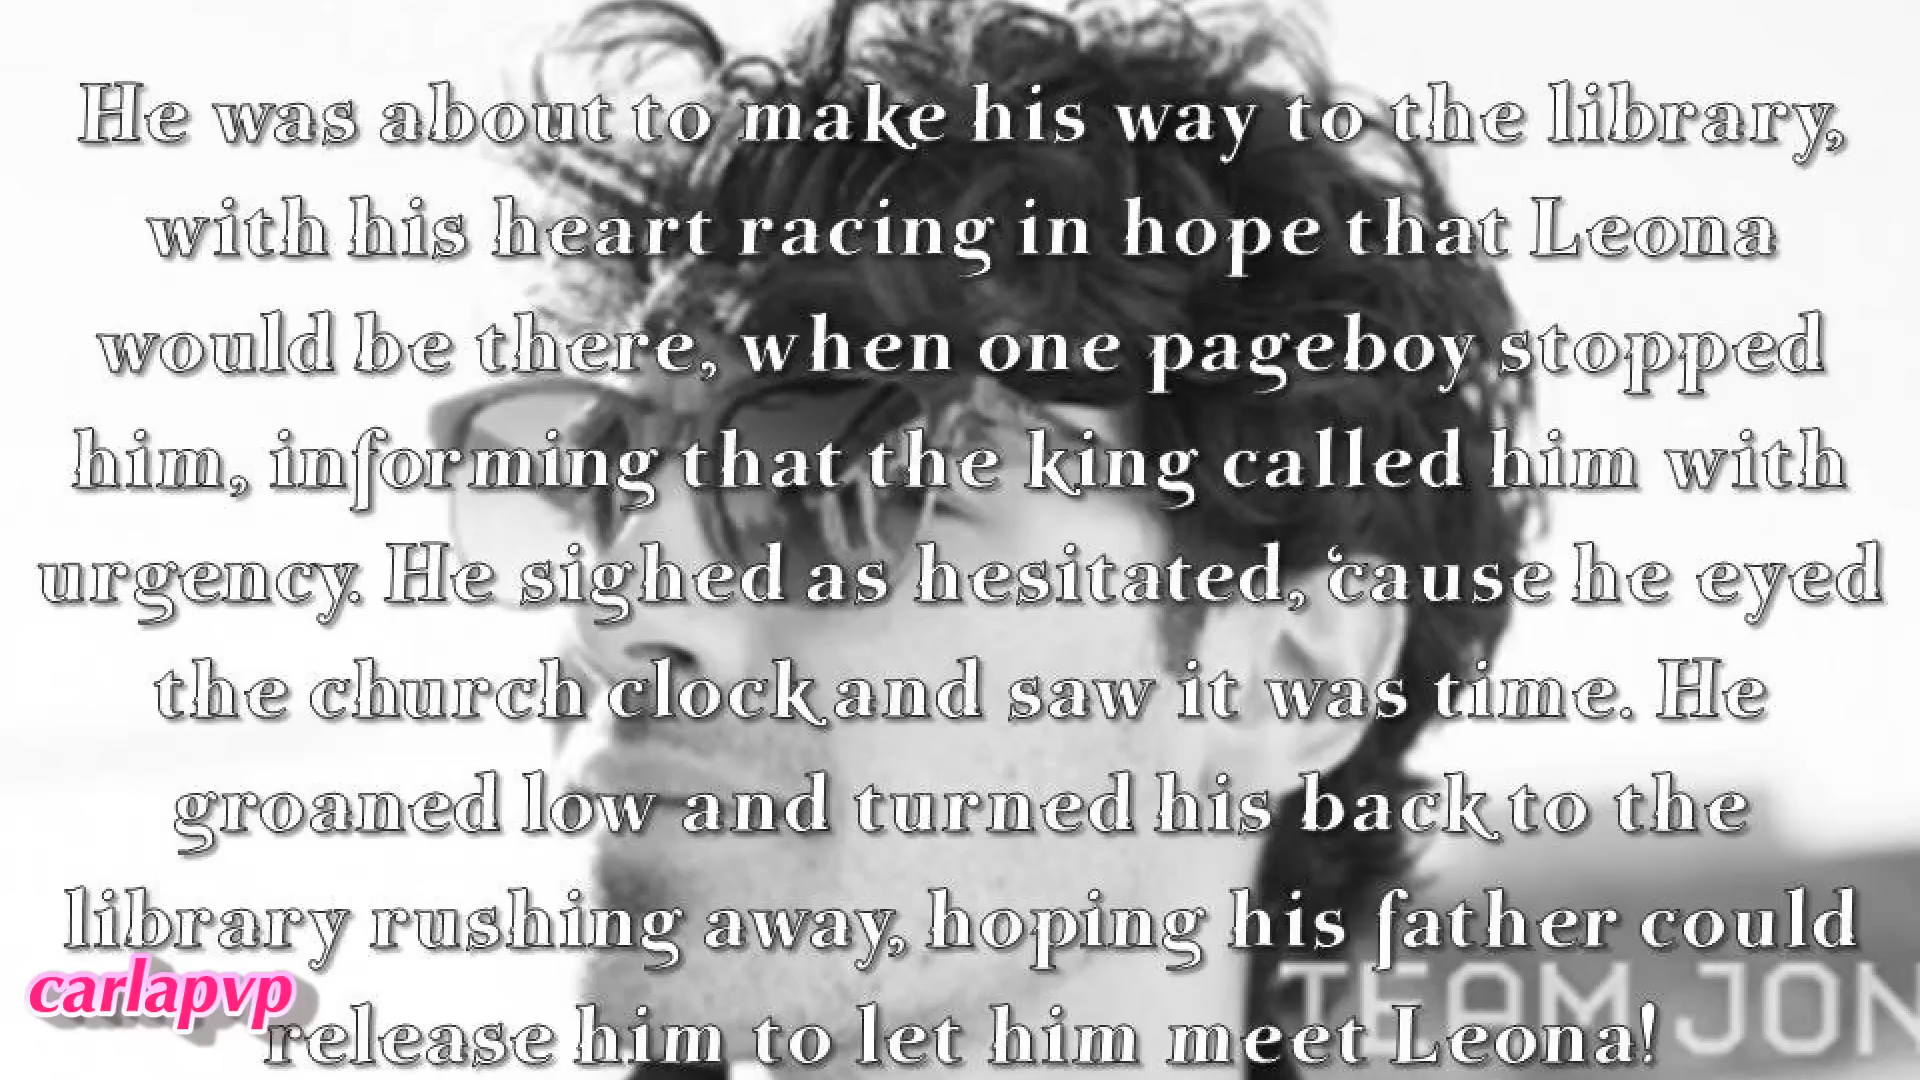 He was about to make his way to the library,
with his heart racing in hope that Leona
would be there, when one pageboy stopped
him, informing that the king called him with
urgency. He sighed as hesitated, ‘cause he eyed
the church clock and saw it was time. He
groaned low and turned his back to the
library rushing away, hoping his father could
release him to let him meet Leona!
carlapvp
TEAM JON